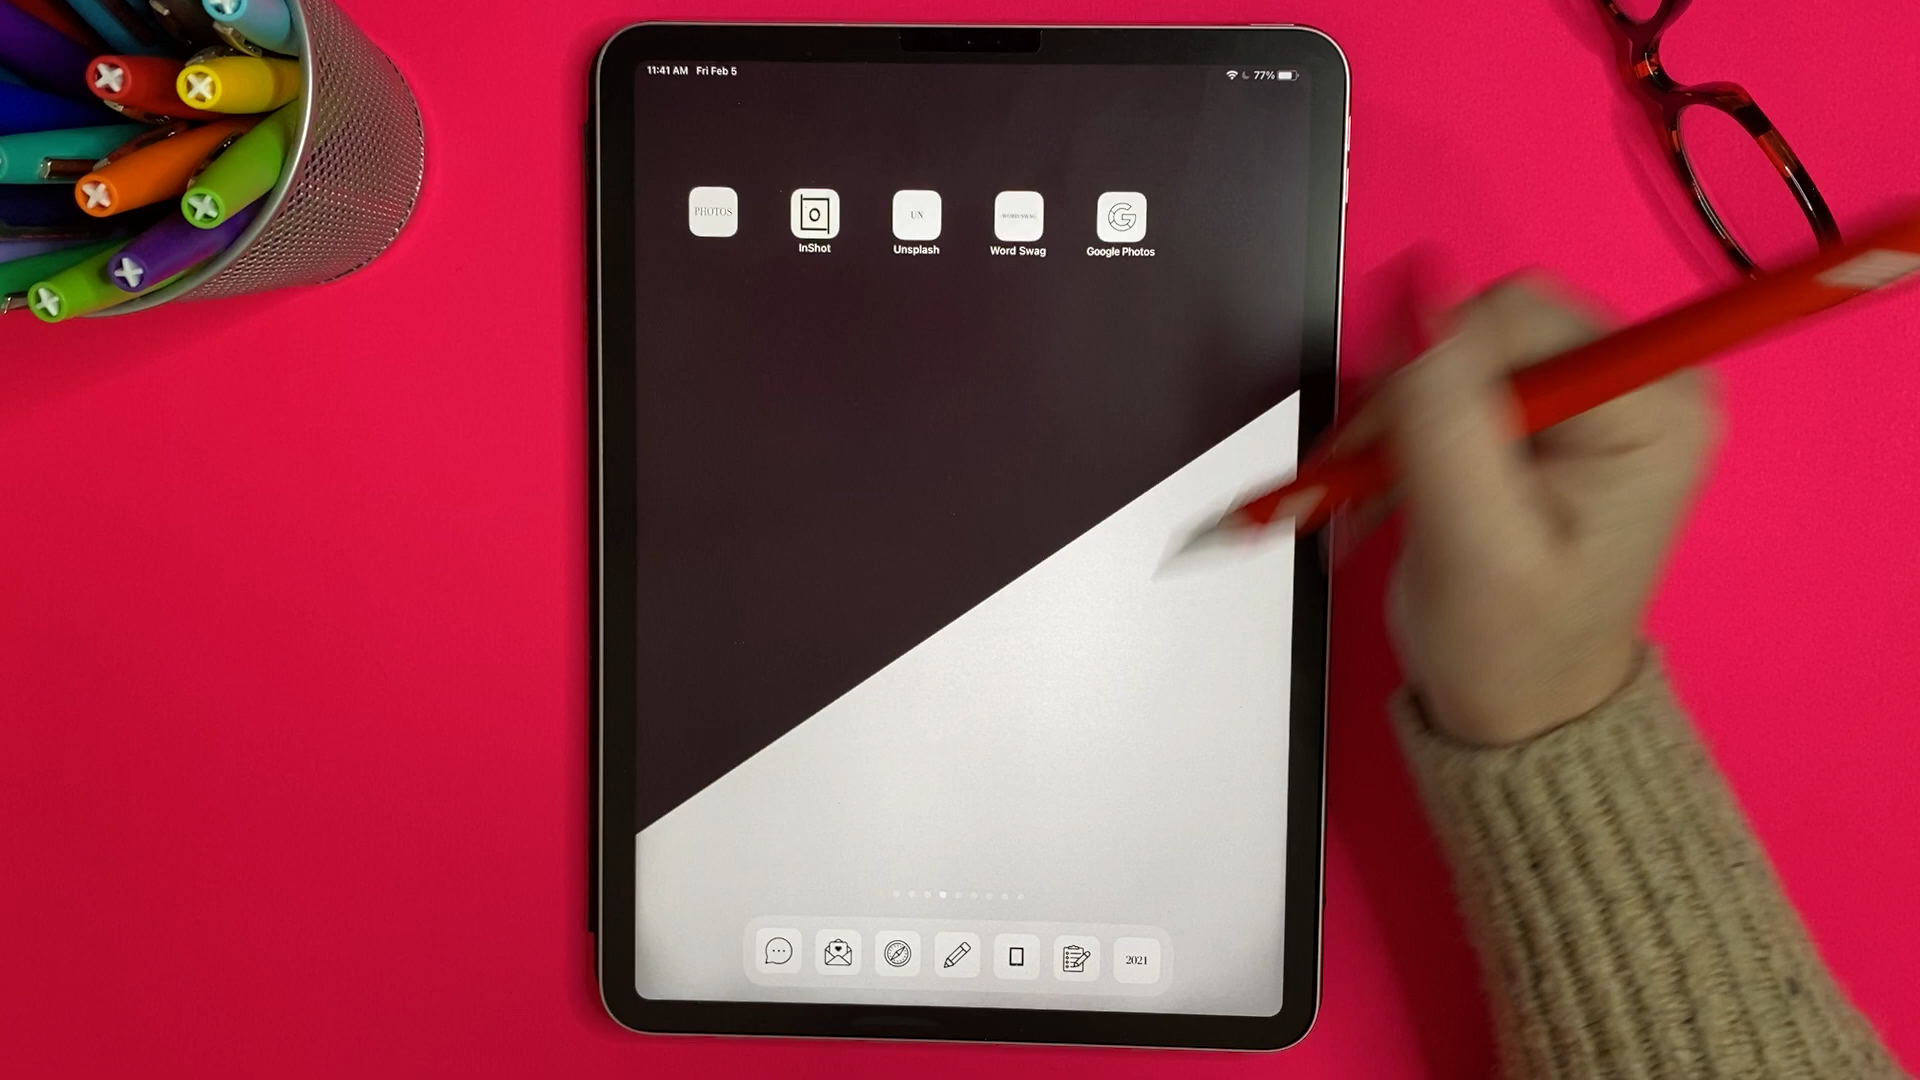 11:41 AM Fri Feb 5
77%
PHOTOS
UN
WORD SWAG
G
InShot
Unsplash
Word Swag
Google Photos
2021